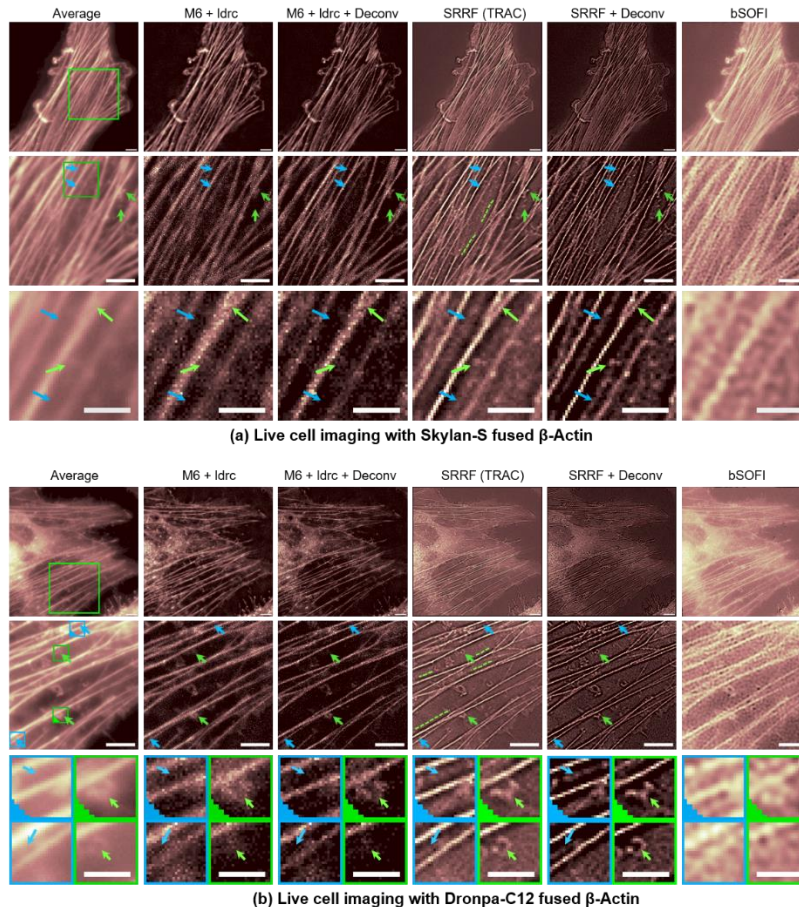 Average M6 + ldrc M6 + ldrc + Deconv SRRF (TRAC) SRRF + Deconv bSOFI
(a) Live cell imaging with Skylan-S fused β-Actin
Average M6 + ldrc M6 + ldrc + Deconv SRRF (TRAC) SRRF + Deconv bSOFI
(b) Live cell imaging with Dronpa-C12 fused β-Actin